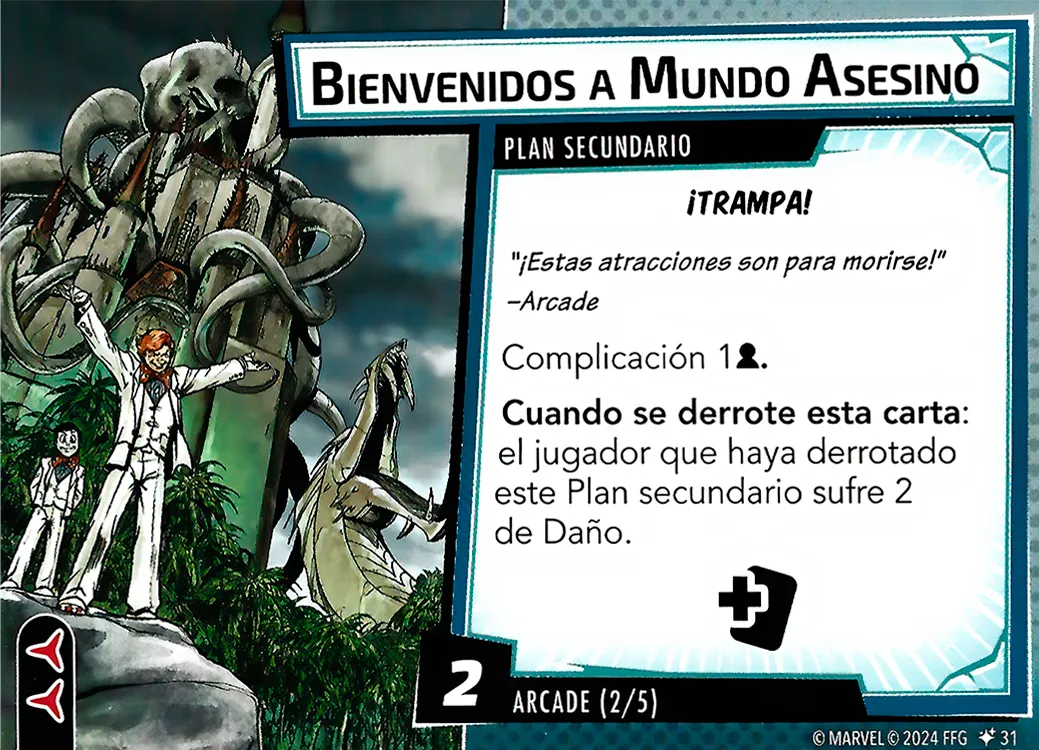 BIENVENIDOS A MUNDO ASESINO
PLAN SECUNDARIO
¡TRAMPA!
"¡Estas atracciones son para morirse!"
–Arcade
Complicación 1.
Cuando se derrote esta carta:
el jugador que haya derrotado
este Plan secundario sufre 2
de Daño.
2
ARCADE (2/5)
© MARVEL © 2024 FFG 31